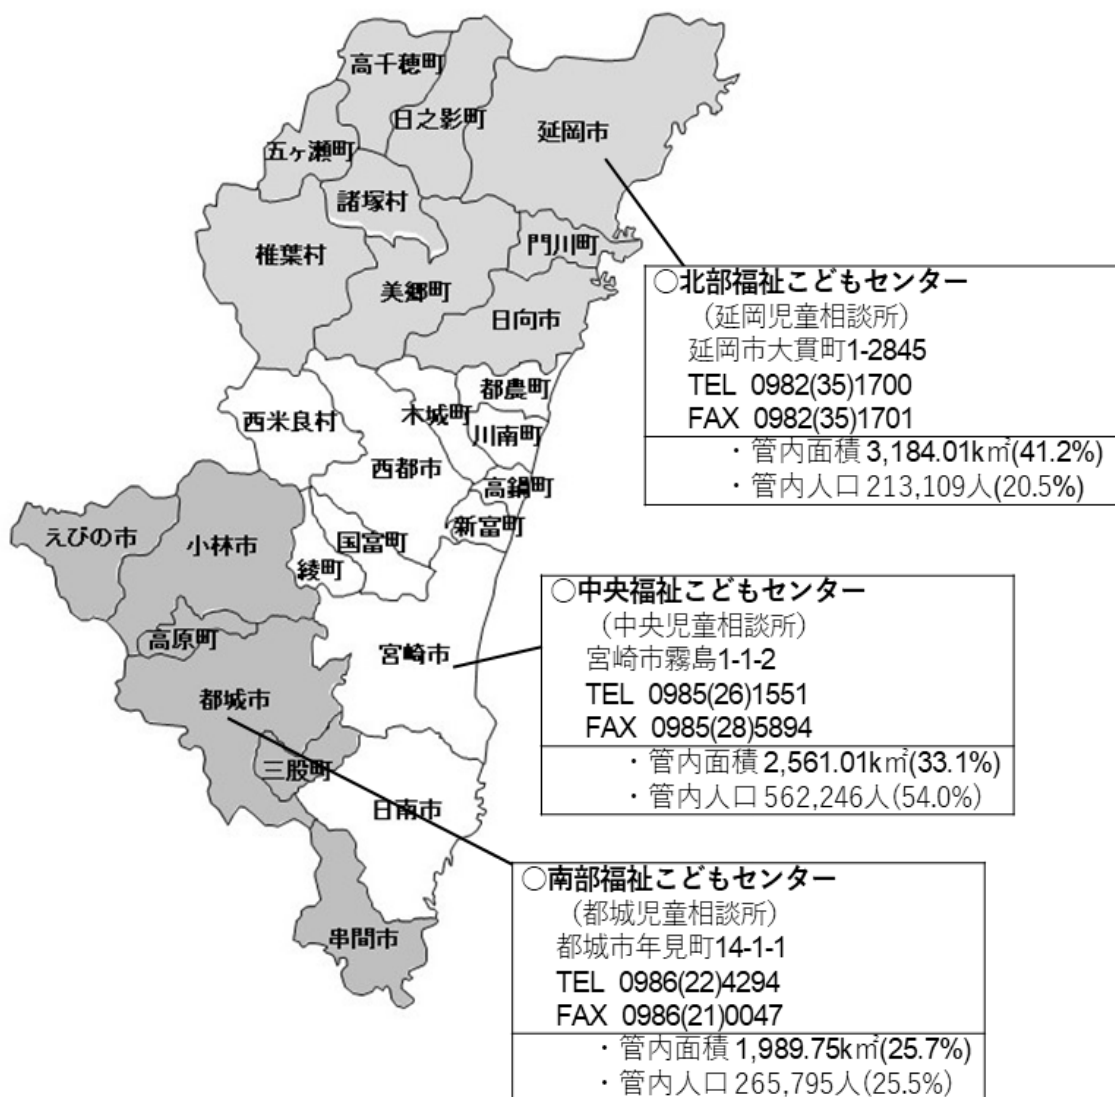 高千穂町
日之影町
延岡市
五ヶ瀬町
諸塚村
門川町
椎葉村
美郷町
日向市
○北部福祉こどもセンター
(延岡児童相談所)
延岡市大貫町1-2845
TEL 0982(35)1700
FAX 0982(35)1701
・管内面積 3,184.01k㎡(41.2%)
・管内人口 213,109人(20.5%)
都農町
木城町
西米良村
川南町
西都市
高鍋町
新富町
えびの市
小林市
国富町
綾町
○中央福祉こどもセンター
(中央児童相談所)
宮崎市霧島1-1-2
TEL 0985(26)1551
FAX 0985(28)5894
・管内面積 2,561.01k㎡(33.1%)
・管内人口 562,246人(54.0%)
高原町
宮崎市
都城市
三股町
日南市
○南部福祉こどもセンター
(都城児童相談所)
都城市年見町14-1-1
TEL 0986(22)4294
FAX 0986(21)0047
・管内面積 1,989.75k㎡(25.7%)
・管内人口 265,795人(25.5%)
串間市